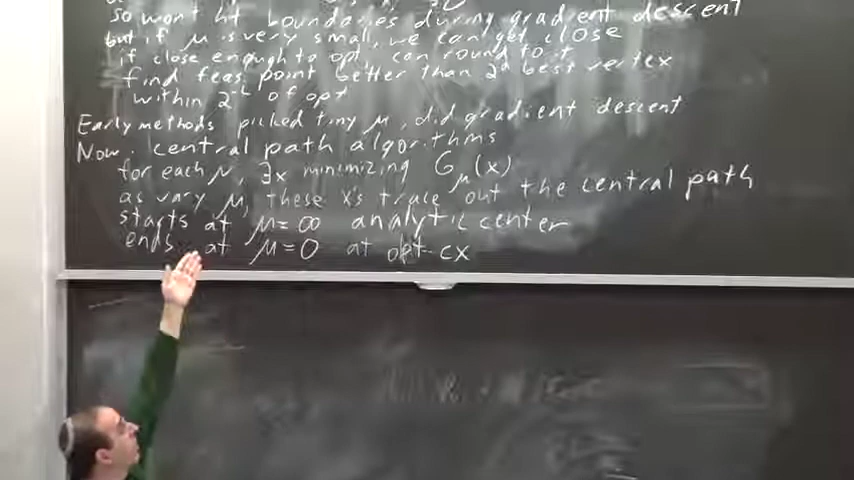 so won't hit boundaries during gradient descent
but if μ is very small, we can get close
if close enough to opt, can round to it
find feas point better than 2nd best vertex
within 2^-L of opt
Early methods picked tiny μ, did gradient descent
Now: central path algorithms
for each μ, ∃x minimizing G_μ(x)
as vary μ, these x's trace out the central path
starts at μ=∞ analytic center
ends at μ=0 at opt cx